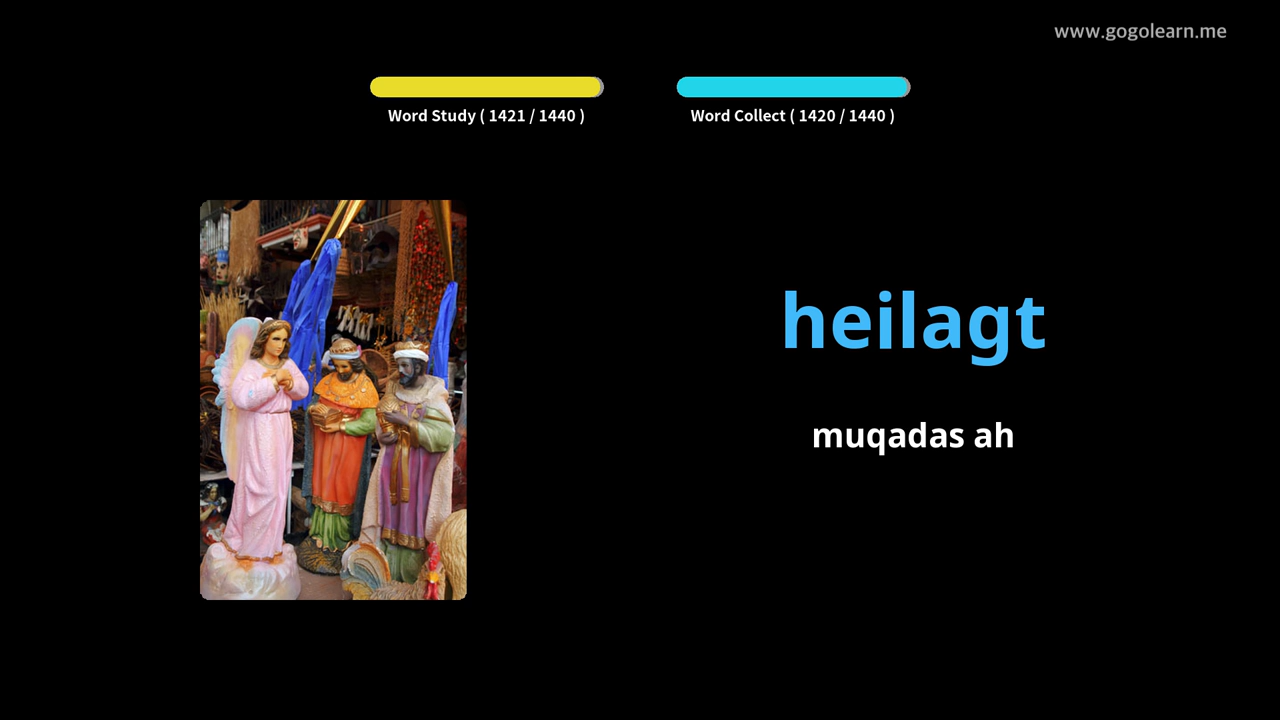 www.gogolearn.me
Word Study ( 1421 / 1440 )
Word Collect ( 1420 / 1440 )
heilagt
muqadas ah